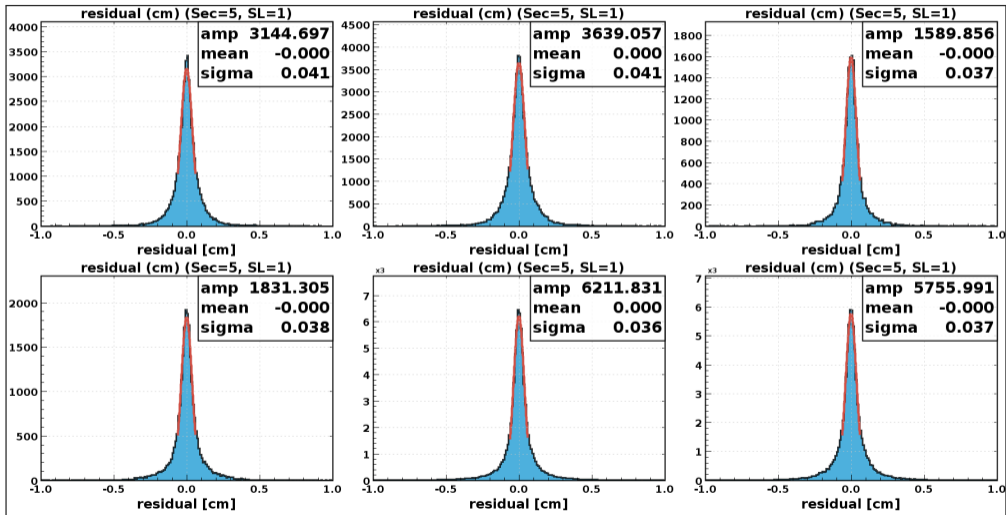 residual (cm) (Sec=5, SL=1)
amp 3144.697
mean -0.000
sigma 0.041
4000
3500
3000
2500
2000
1500
1000
500
0
-1.0 -0.5 0.0 0.5 1.0
residual [cm]
residual (cm) (Sec=5, SL=1)
amp 3639.057
mean 0.000
sigma 0.041
4500
4000
3500
3000
2500
2000
1500
1000
500
0
-1.0 -0.5 0.0 0.5 1.0
residual [cm]
residual (cm) (Sec=5, SL=1)
amp 1589.856
mean -0.000
sigma 0.037
1800
1600
1400
1200
1000
800
600
400
200
0
-1.0 -0.5 0.0 0.5 1.0
residual [cm]
residual (cm) (Sec=5, SL=1)
amp 1831.305
mean -0.000
sigma 0.038
2000
1500
1000
500
0
-1.0 -0.5 0.0 0.5 1.0
residual [cm]
x3
residual (cm) (Sec=5, SL=1)
amp 6211.831
mean 0.000
sigma 0.036
7
6
5
4
3
2
1
0
-1.0 -0.5 0.0 0.5 1.0
residual [cm]
x3
residual (cm) (Sec=5, SL=1)
amp 5755.991
mean -0.000
sigma 0.037
7
6
5
4
3
2
1
0
-1.0 -0.5 0.0 0.5 1.0
residual [cm]